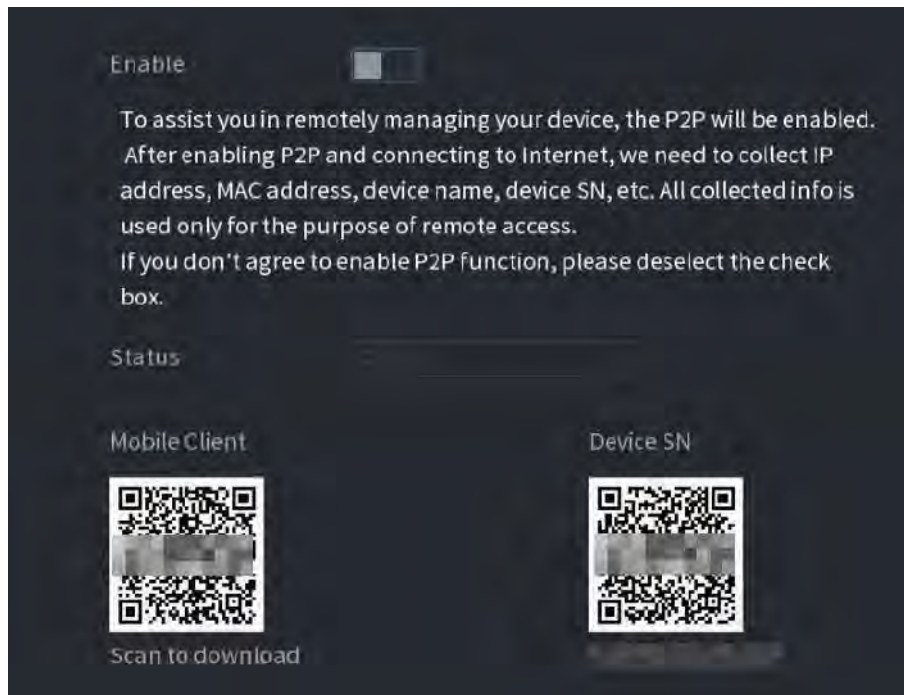 Enable
To assist you in remotely managing your device, the P2P will be enabled.
After enabling P2P and connecting to Internet, we need to collect IP
address, MAC address, device name, device SN, etc. All collected info is
used only for the purpose of remote access.
If you don't agree to enable P2P function, please deselect the check
box.
Status
Mobile Client
Device SN
Scan to download